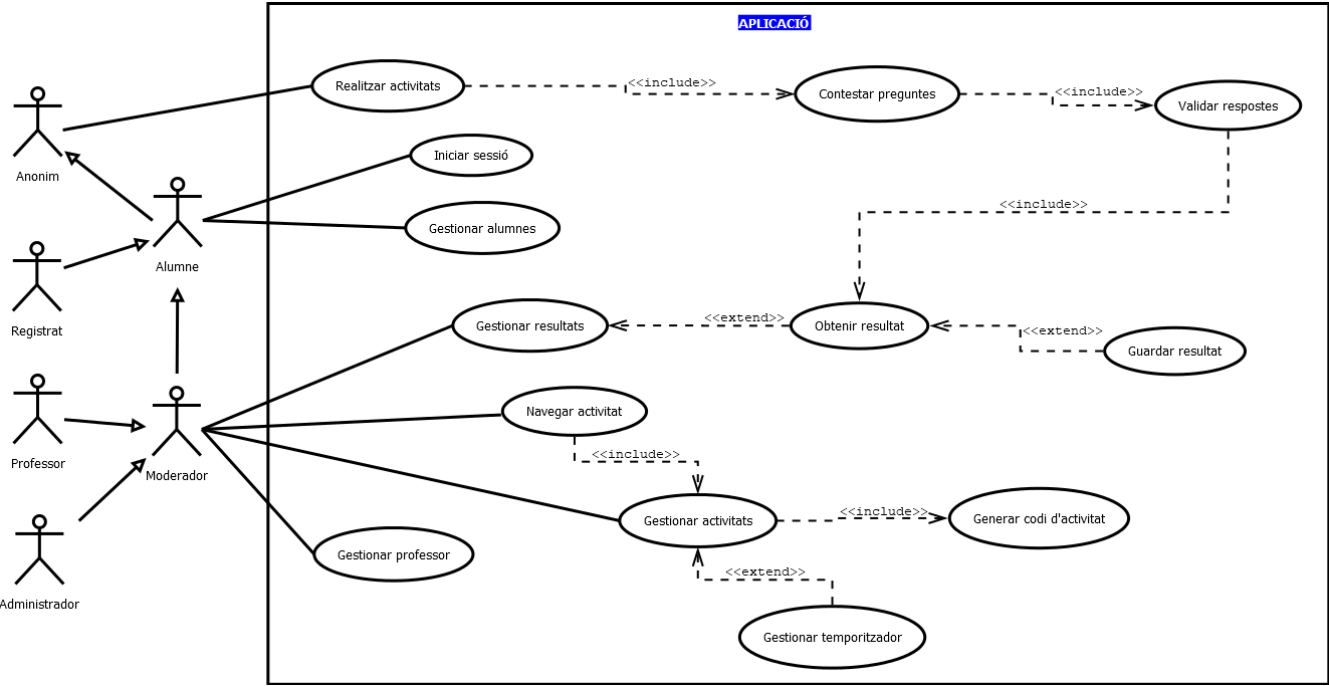 APLICACIÓ
Realitzar activitats
<<include>>
Contestar preguntes
<<include>>
Validar respostes
Anonim
Iniciar sessió
<<include>>
Gestionar alumnes
Alumne
Registrat
Gestionar resultats
<<extend>>
Obtenir resultat
<<extend>>
Guardar resultat
Navegar activitat
<<include>>
Professor
Moderador
Gestionar activitats
<<include>>
Generar codi d'activitat
Gestionar professor
<<extend>>
Administrador
Gestionar temporitzador